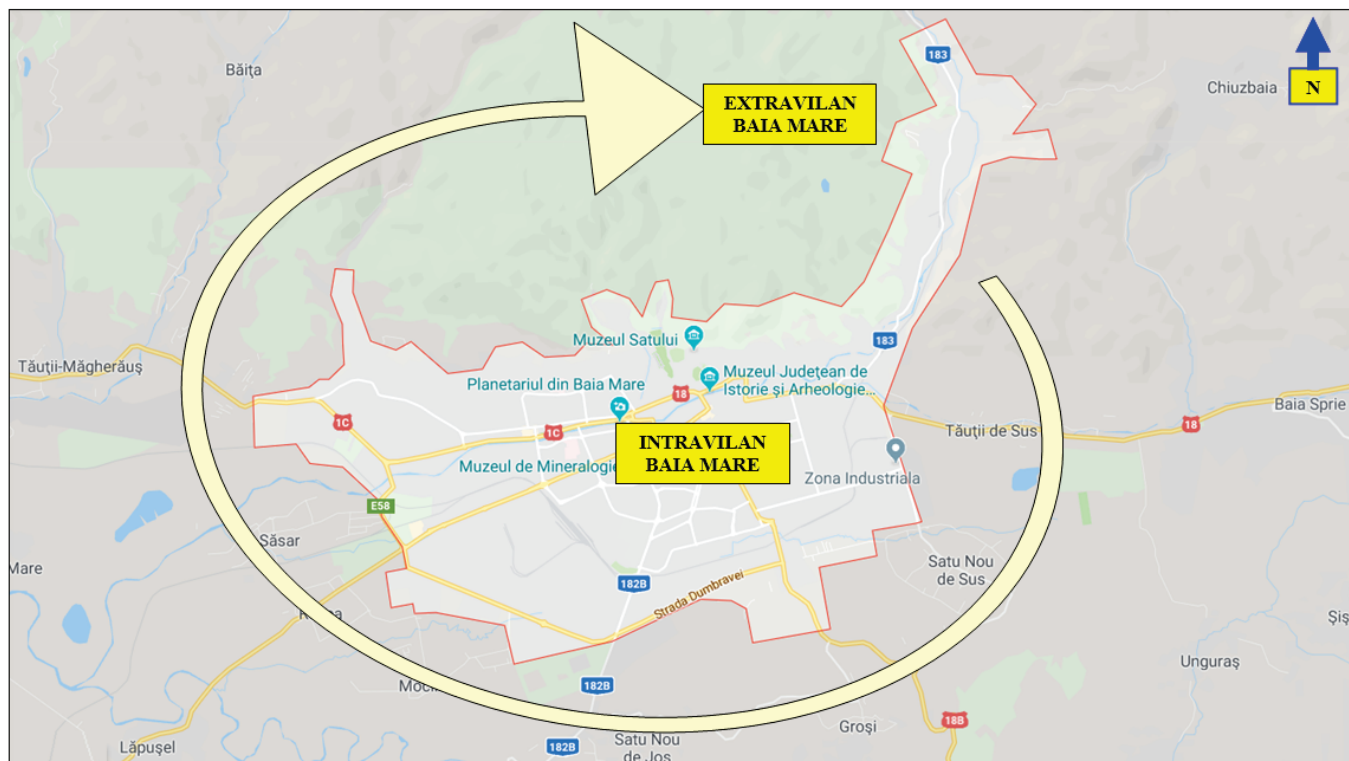 183
Băița
Chiuzbaia
N
EXTRAVILAN
BAIA MARE
183
Muzeul Satului
Tăuții-Măgherăuș
Planetariul din Baia Mare
Muzeul Județean de
Istorie și Arheologie...
18
Baia Sprie
1C
1C
18
Tăuții de Sus
INTRAVILAN
BAIA MARE
Muzeul de Mineralogie
Zona Industriala
E58
Săsar
Mare
Satu Nou
de Sus
182B
Strada Dumbravei
Șiș
Unguraș
182B
18B
Groși
Lăpușel
182B
Satu Nou
de Jos